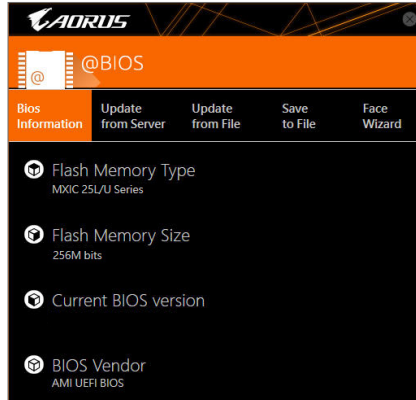 AORUS
@BIOS
@
Bios Information
Update from Server
Update from File
Save to File
Face Wizard
Flash Memory Type
MXIC 25L/U Series
Flash Memory Size
256M bits
Current BIOS version
BIOS Vendor
AMI UEFI BIOS